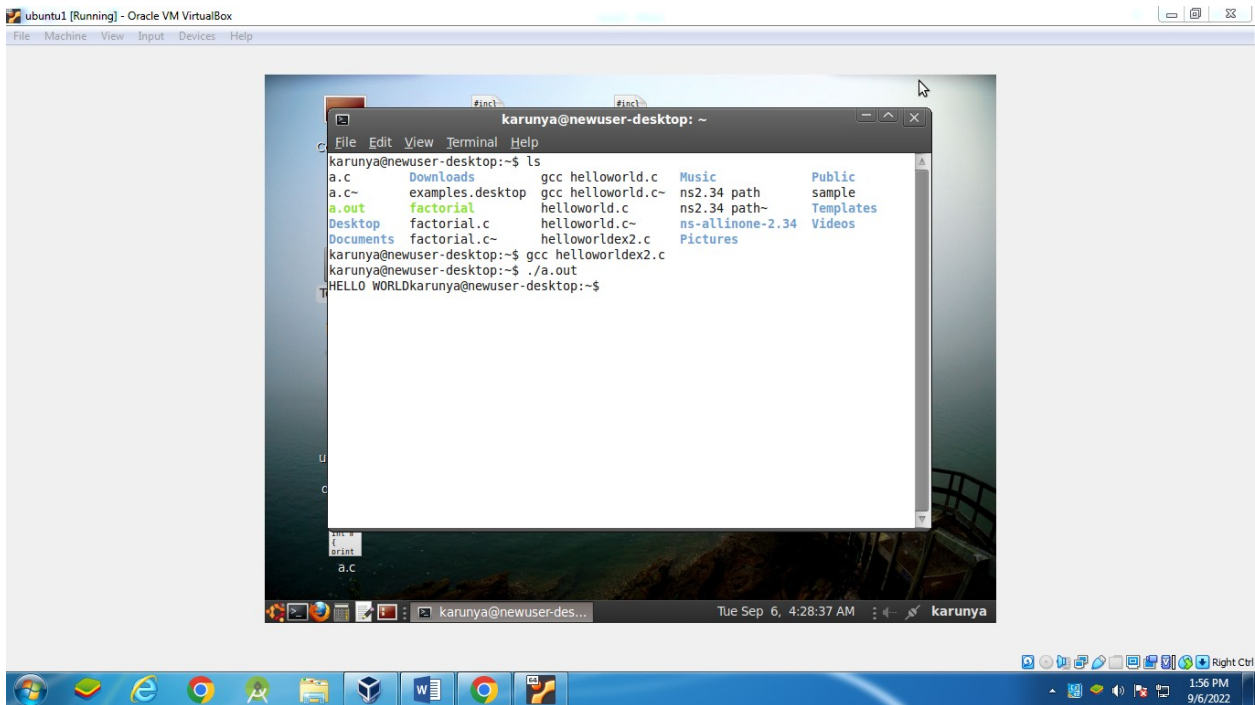 ubuntu1 [Running] - Oracle VM VirtualBox
File Machine View Input Devices Help
#incl #incl
karunya@newuser-desktop: ~
File Edit View Terminal Help
karunya@newuser-desktop:~$ ls
a.c Downloads gcc helloworld.c Music Public
a.c~ examples.desktop gcc helloworld.c~ ns2.34 path sample
a.out factorial helloworld.c ns2.34 path~ Templates
Desktop factorial.c helloworld.c~ ns-allinone-2.34 Videos
Documents factorial.c~ helloworldex2.c Pictures
karunya@newuser-desktop:~$ gcc helloworldex2.c
karunya@newuser-desktop:~$ ./a.out
HELLO WORLDkarunya@newuser-desktop:~$
{
print
a.c
karunya@newuser-des... Tue Sep 6, 4:28:37 AM karunya
Right Ctrl
64
W
1:56 PM
9/6/2022